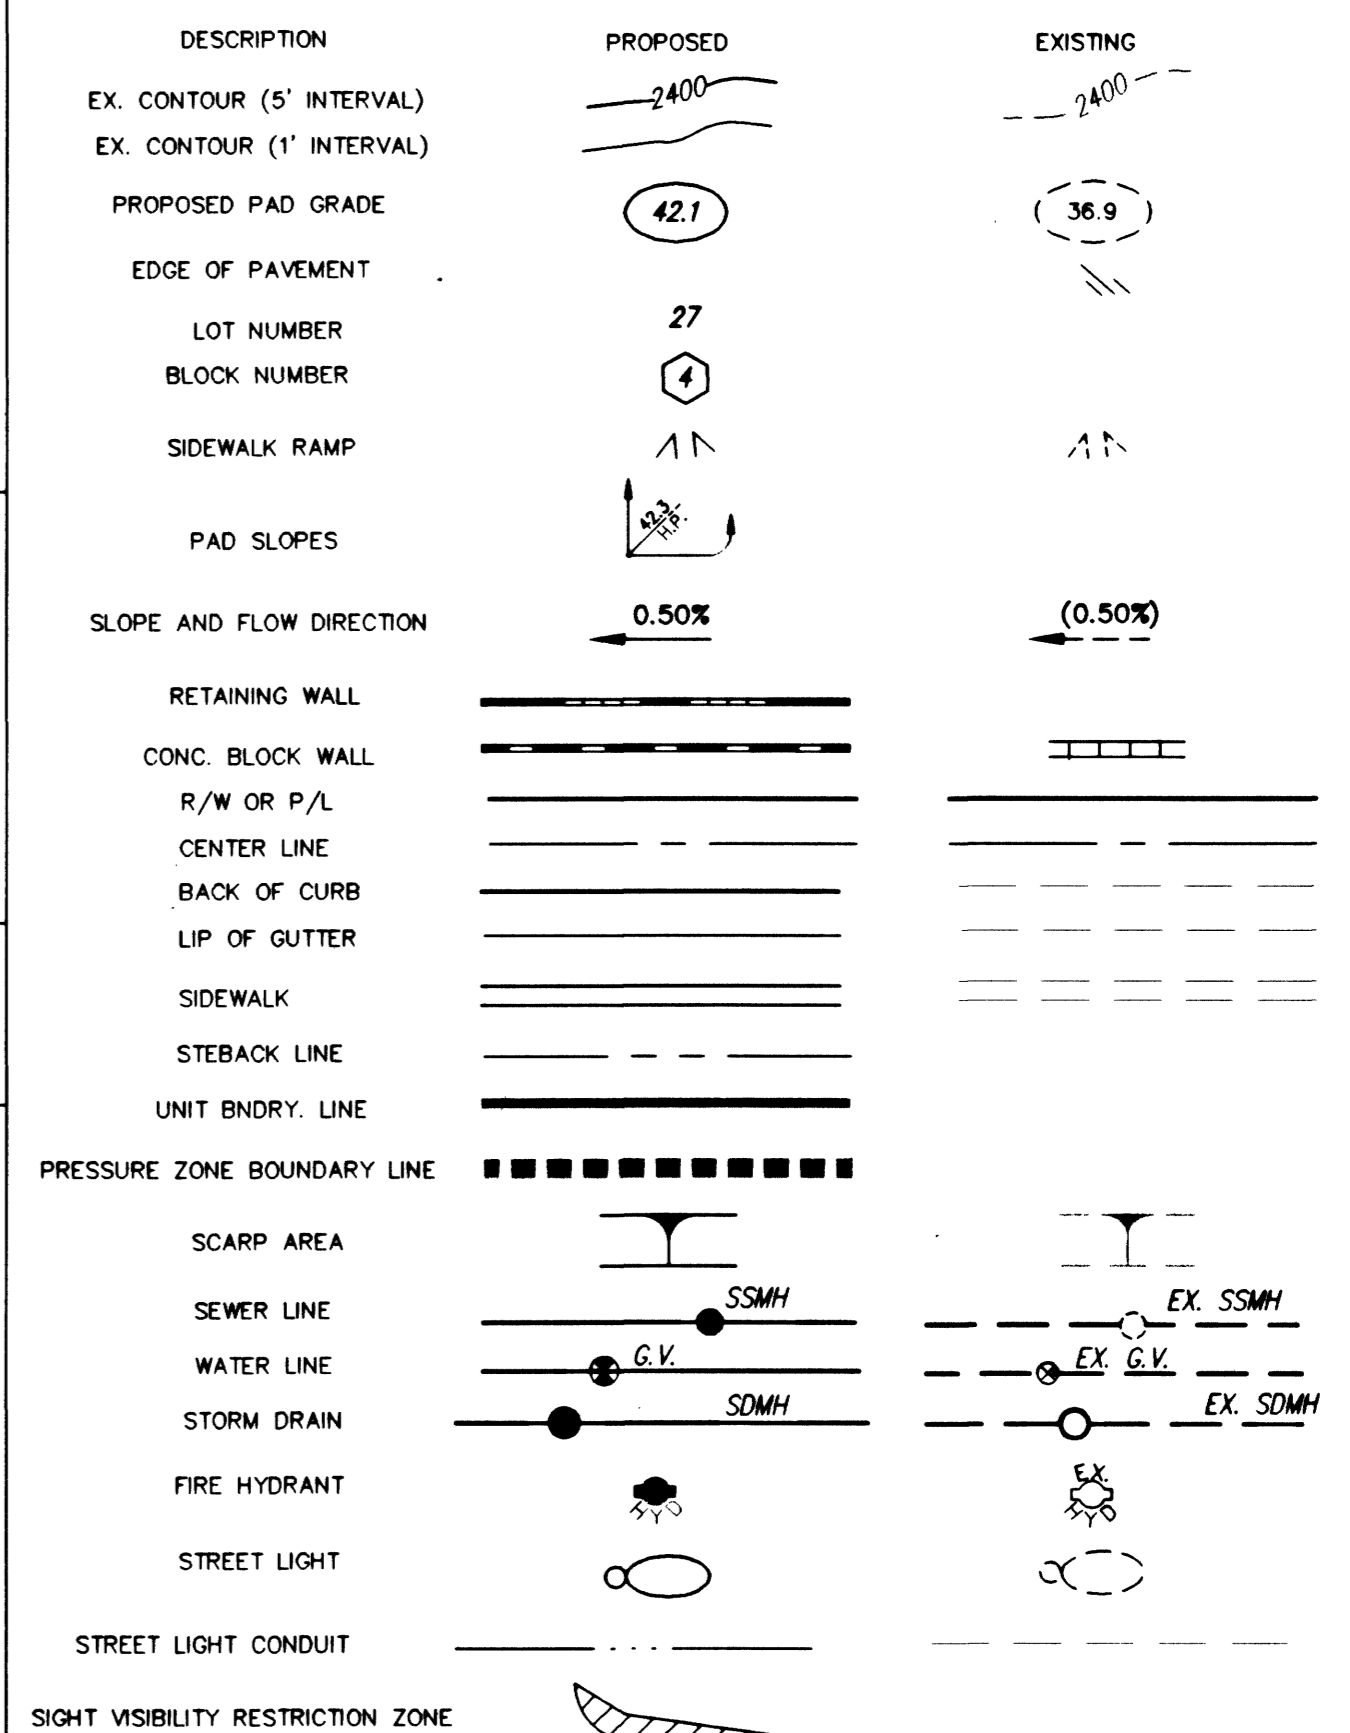 DESCRIPTION PROPOSED EXISTING
EX. CONTOUR (5' INTERVAL) 2400 2400
EX. CONTOUR (1' INTERVAL)
PROPOSED PAD GRADE 42.1 ( 36.9 )
EDGE OF PAVEMENT
LOT NUMBER 27
BLOCK NUMBER 4
SIDEWALK RAMP
PAD SLOPES 42.3 H.P.
SLOPE AND FLOW DIRECTION 0.50% (0.50%)
RETAINING WALL
CONC. BLOCK WALL
R/W OR P/L
CENTER LINE
BACK OF CURB
LIP OF GUTTER
SIDEWALK
STEBACK LINE
UNIT BNDRY. LINE
PRESSURE ZONE BOUNDARY LINE
SCARP AREA
SEWER LINE SSMH EX. SSMH
WATER LINE G.V. EX. G.V.
STORM DRAIN SDMH EX. SDMH
FIRE HYDRANT HYD EX. HYD
STREET LIGHT
STREET LIGHT CONDUIT
SIGHT VISIBILITY RESTRICTION ZONE